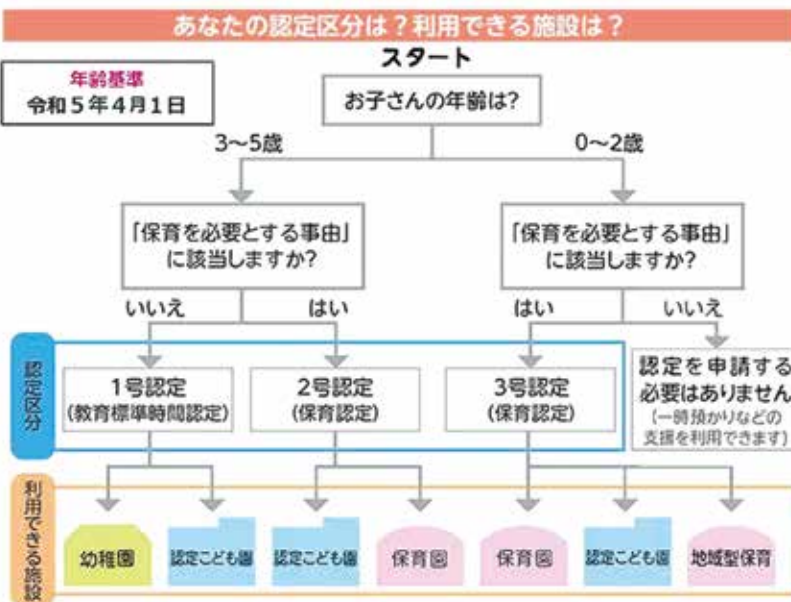 あなたの認定区分は？利用できる施設は？
スタート
年齢基準
令和5年4月1日
お子さんの年齢は？
3〜5歳
0〜2歳
「保育を必要とする事由」
に該当しますか？
「保育を必要とする事由」
に該当しますか？
いいえ
はい
はい
いいえ
認定区分
1号認定
(教育標準時間認定)
2号認定
(保育認定)
3号認定
(保育認定)
認定を申請する
必要はありません
(一時預かりなどの
支援を利用できます)
利用できる施設
幼稚園
認定こども園
認定こども園
保育園
保育園
認定こども園
地域型保育